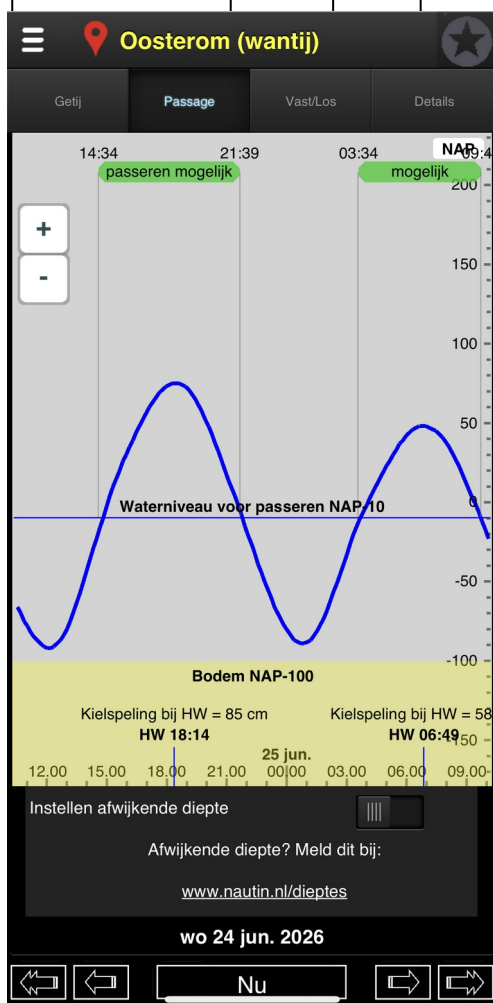 Oosterom (wantij)
Getij Passage Vast/Los Details
14:34 21:39 03:34 NAP 09:4
passeren mogelijk mogelijk
200
+
150
-
100
50
0
Waterniveau voor passeren NAP-10
-50
-100
Bodem NAP-100
Kielspeling bij HW = 85 cm Kielspeling bij HW = 58
HW 18:14 HW 06:49
-150
25 jun.
12.00 15.00 18.00 21.00 00.00 03.00 06.00 09.00
Instellen afwijkende diepte
Afwijkende diepte? Meld dit bij:
www.nautin.nl/dieptes
wo 24 jun. 2026
Nu